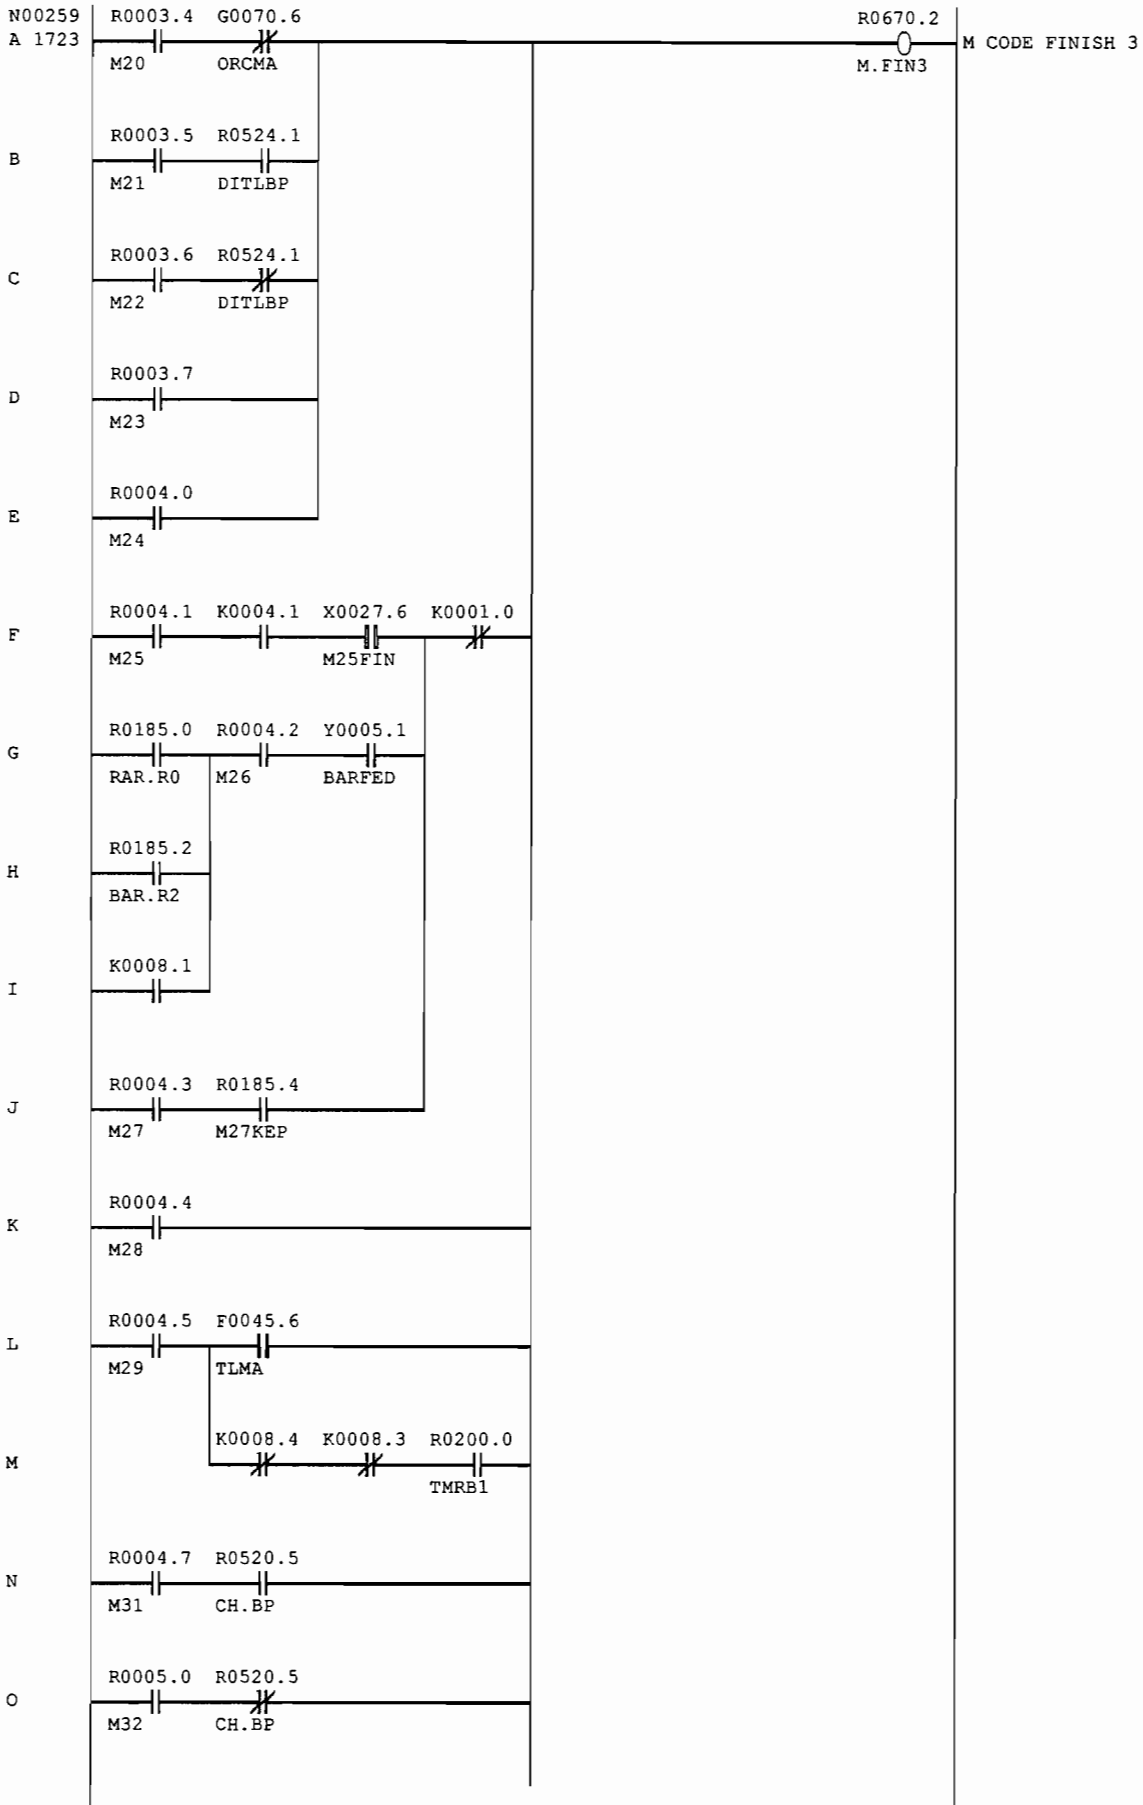 N00259 R0003.4 G0070.6 R0670.2
A 1723 M CODE FINISH 3
M20 ORCMA M.FIN3
R0003.5 R0524.1
B
M21 DITLBP
R0003.6 R0524.1
C
M22 DITLBP
R0003.7
D
M23
R0004.0
E
M24
R0004.1 K0004.1 X0027.6 K0001.0
F
M25 M25FIN
R0185.0 R0004.2 Y0005.1
G
RAR.R0 M26 BARFED
R0185.2
H
BAR.R2
K0008.1
I
R0004.3 R0185.4
J
M27 M27KEP
R0004.4
K
M28
R0004.5 F0045.6
L
M29 TLMA
K0008.4 K0008.3 R0200.0
M
TMRB1
R0004.7 R0520.5
N
M31 CH.BP
R0005.0 R0520.5
O
M32 CH.BP